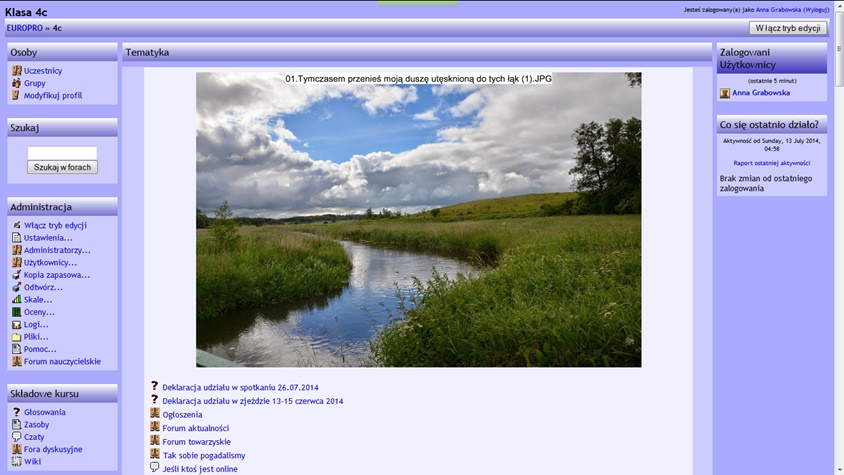 Klasa 4c
Jesteś zalogowany(a) jako Anna Grabowska (Wyloguj)
EUROPRO » 4c
Włącz tryb edycji
Osoby
Uczestnicy
Grupy
Modyfikuj profil
Szukaj
Szukaj w forach
Administracja
Włącz tryb edycji
Ustawienia...
Administratorzy...
Użytkownicy...
Kopia zapasowa...
Odtwórz...
Skale...
Oceny...
Logi...
Pliki...
Pomoc...
Forum nauczycielskie
Składowe kursu
Głosowania
Zasoby
Czaty
Fora dyskusyjne
Wiki
Tematyka
01.Tymczasem przenieś moją duszę utęsknioną do tych łąk (1).JPG
Deklaracja udziału w spotkaniu 26.07.2014
Deklaracja udziału w zjeździe 13-15 czerwca 2014
Ogłoszenia
Forum aktualności
Forum towarzyskie
Tak sobie pogadalismy
Jeśli ktoś jest online
Zalogowani
Użytkownicy
(ostatnie 5 minut)
Anna Grabowska
Co się ostatnio działo?
Aktywność od Sunday, 13 July 2014,
04:58
Raport ostatniej aktywności
Brak zmian od ostatniego
zalogowania